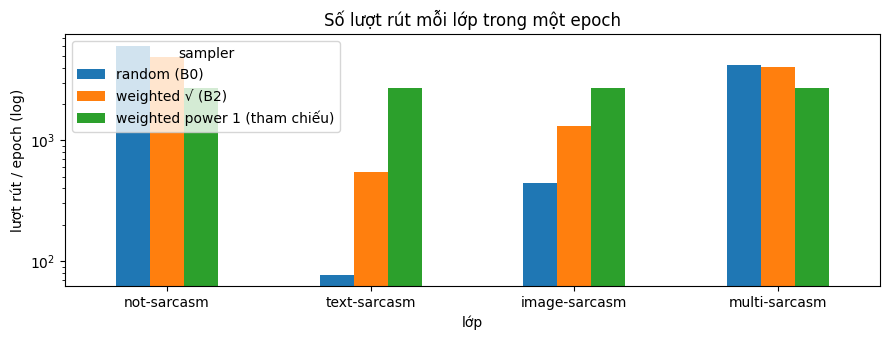 Số lượt rút mỗi lớp trong một epoch
sampler
random (B0)
weighted √ (B2)
weighted power 1 (tham chiếu)
lượt rút / epoch (log)
10³
10²
not-sarcasm
text-sarcasm
image-sarcasm
multi-sarcasm
lớp